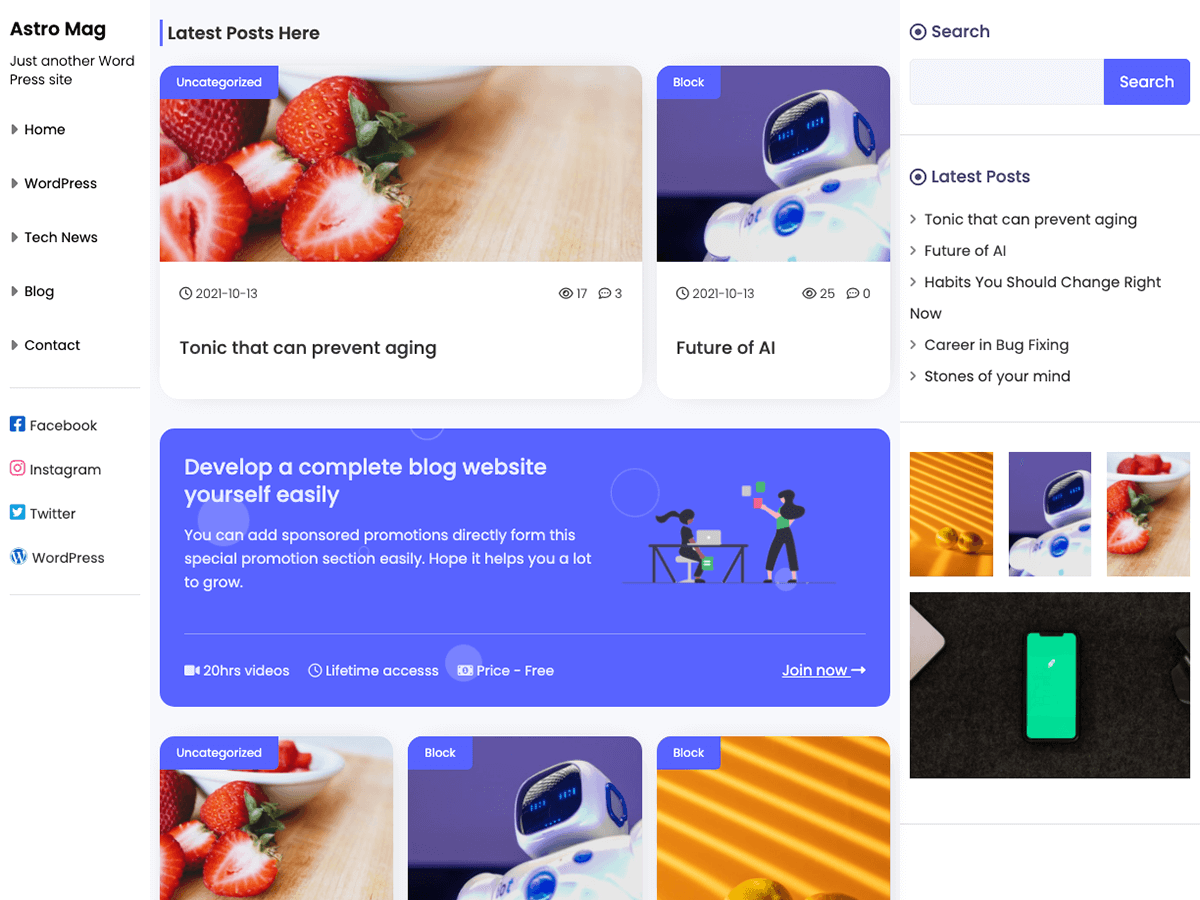 Astro Mag
Just another Word
Press site
Home
WordPress
Tech News
Blog
Contact
Facebook
Instagram
Twitter
WordPress
Latest Posts Here
Uncategorized
2021-10-13
17
3
Tonic that can prevent aging
Block
iot
2021-10-13
25
0
Future of AI
Develop a complete blog website
yourself easily
You can add sponsored promotions directly form this
special promotion section easily. Hope it helps you a lot
to grow.
20hrs videos
Lifetime accesss
Price - Free
Join now
Uncategorized
Block
iot
Block
Search
Search
Latest Posts
Tonic that can prevent aging
Future of AI
Habits You Should Change Right
Now
Career in Bug Fixing
Stones of your mind
iot